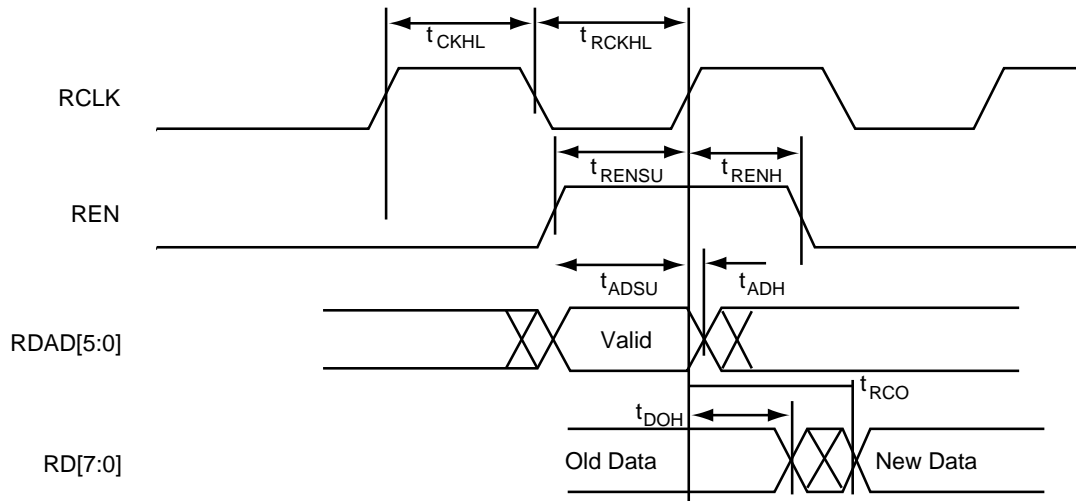 tCKHL tRCKHL
RCLK
tRENSU tRENH
REN
tADSU tADH
RDAD[5:0] Valid
tRCO
tDOH
RD[7:0] Old Data New Data